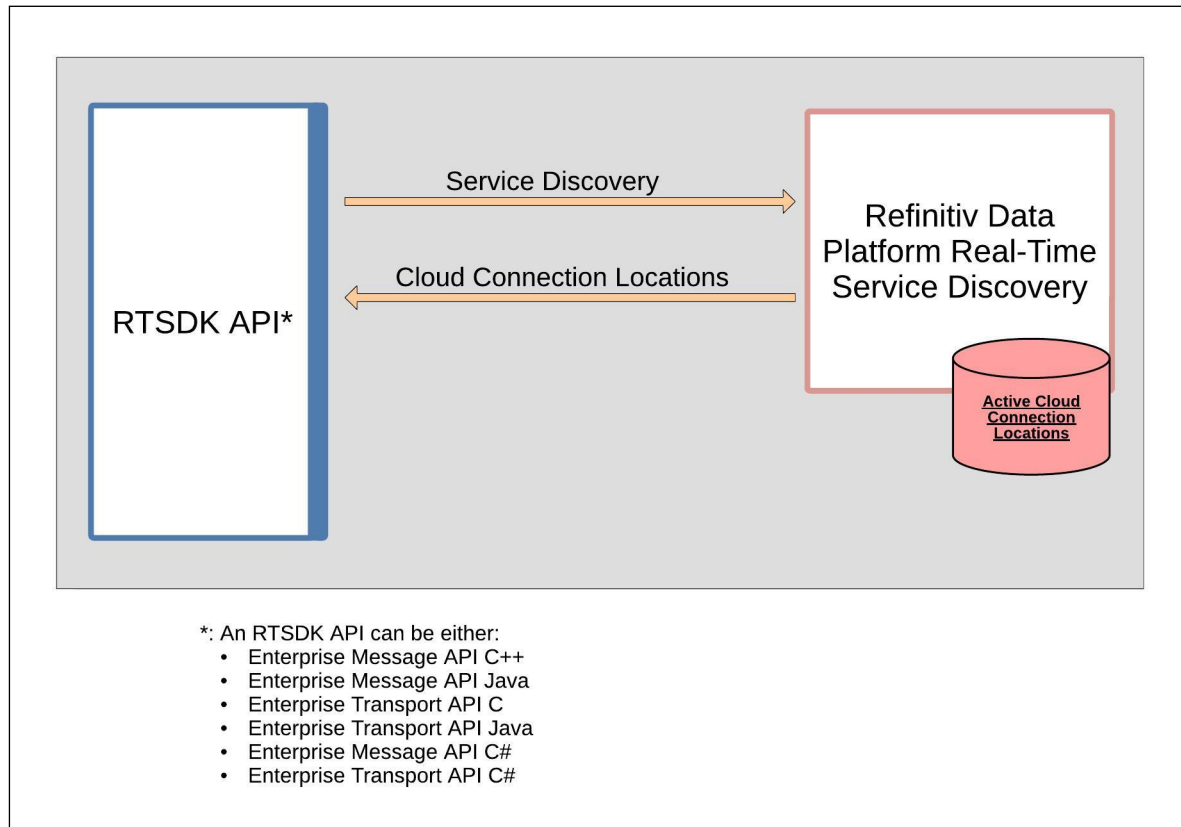 RTSDK API*
Service Discovery
Cloud Connection Locations
Refinitiv Data
Platform Real-Time
Service Discovery
Active Cloud
Connection
Locations
*: An RTSDK API can be either:
• Enterprise Message API C++
• Enterprise Message API Java
• Enterprise Transport API C
• Enterprise Transport API Java
• Enterprise Message API C#
• Enterprise Transport API C#